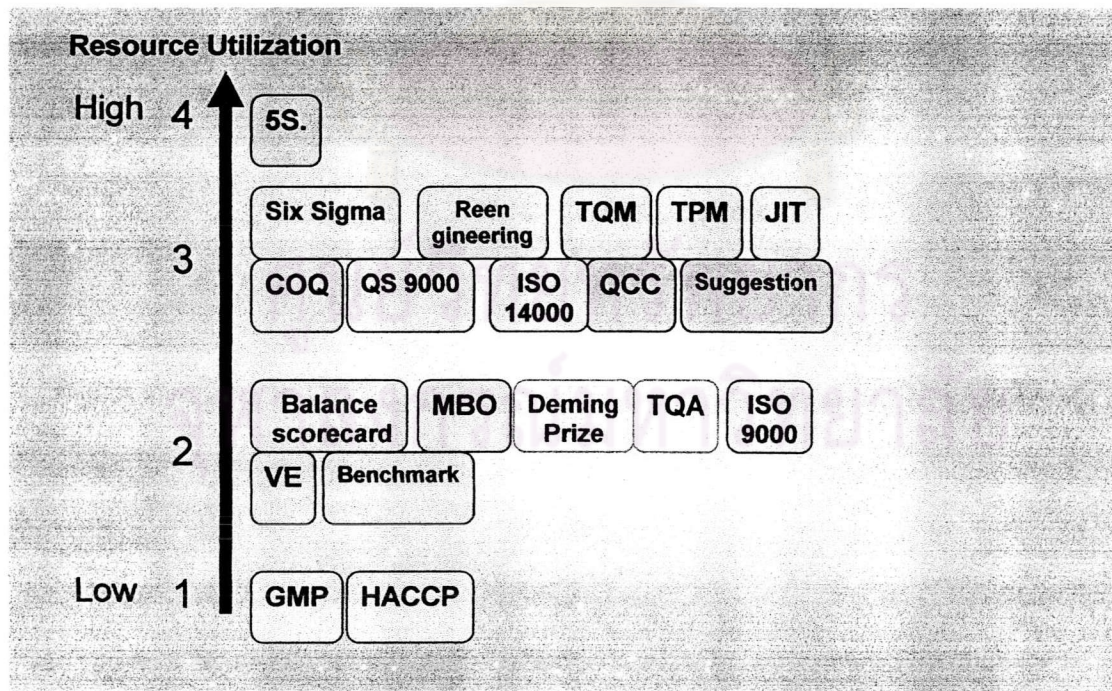 Resource Utilization
High 4
5S.
Six Sigma
Reen
gineering
TQM
TPM
JIT
3
COQ
QS 9000
ISO
14000
QCC
Suggestion
Balance
scorecard
MBO
Deming
Prize
TQA
ISO
9000
2
VE
Benchmark
Low 1
GMP
HACCP